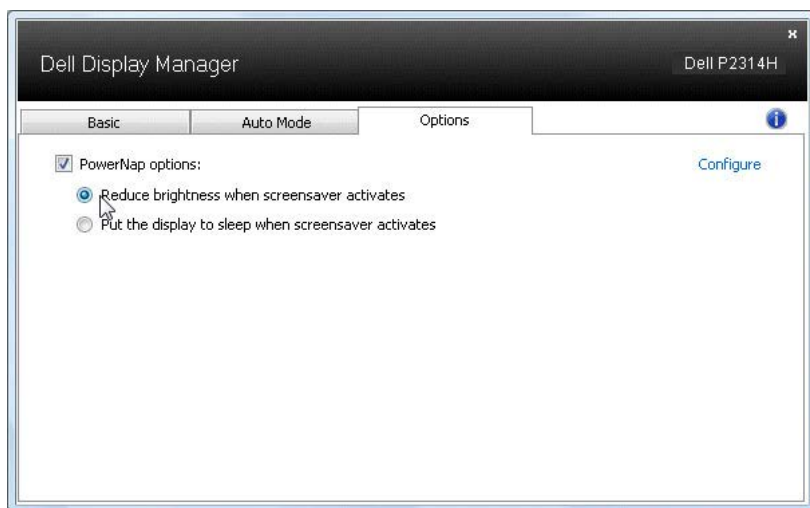 Dell Display Manager
Dell P2314H
Basic
Auto Mode
Options
PowerNap options:
Configure
Reduce brightness when screensaver activates
Put the display to sleep when screensaver activates